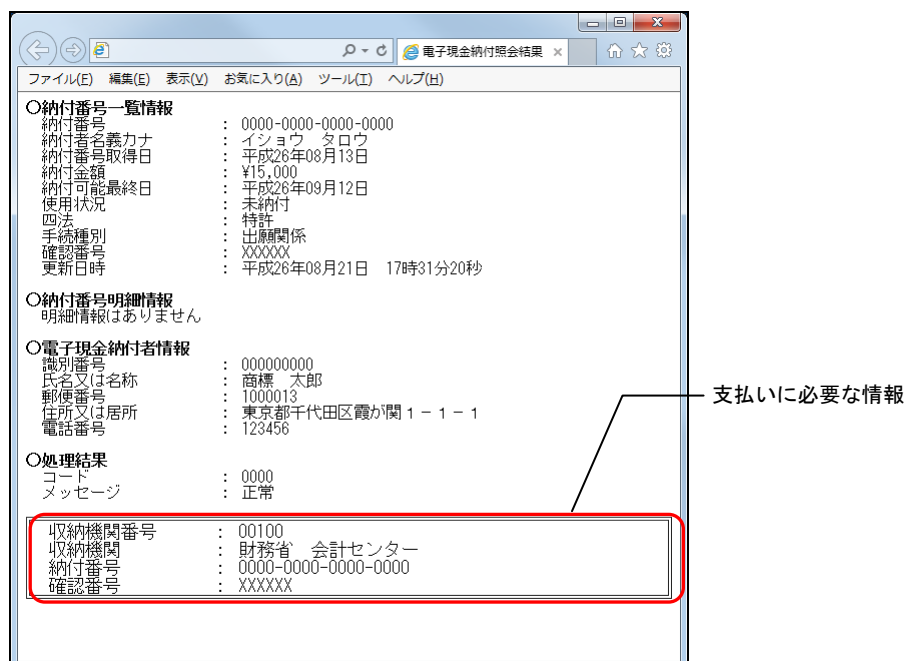 電子現金納付照会結果
ファイル(F) 編集(E) 表示(V) お気に入り(A) ツール(T) ヘルプ(H)
○納付番号一覧情報
納付番号 : 0000-0000-0000-0000
納付者名義カナ : イショウ タロウ
納付番号取得日 : 平成26年08月13日
納付金額 : ¥15,000
納付可能最終日 : 平成26年09月12日
使用状況 : 未納付
四法 : 特許
手続種別 : 出願関係
確認番号 : XXXXXX
更新日時 : 平成26年08月21日 17時31分20秒
○納付番号明細情報
明細情報はありません
○電子現金納付者情報
識別番号 : 000000000
氏名又は名称 : 商標 太郎
郵便番号 : 1000013
住所又は居所 : 東京都千代田区霞が関1-1-1
電話番号 : 123456
○処理結果
コード : 0000
メッセージ : 正常
支払いに必要な情報
収納機関番号 : 00100
収納機関 : 財務省 会計センター
納付番号 : 0000-0000-0000-0000
確認番号 : XXXXXX